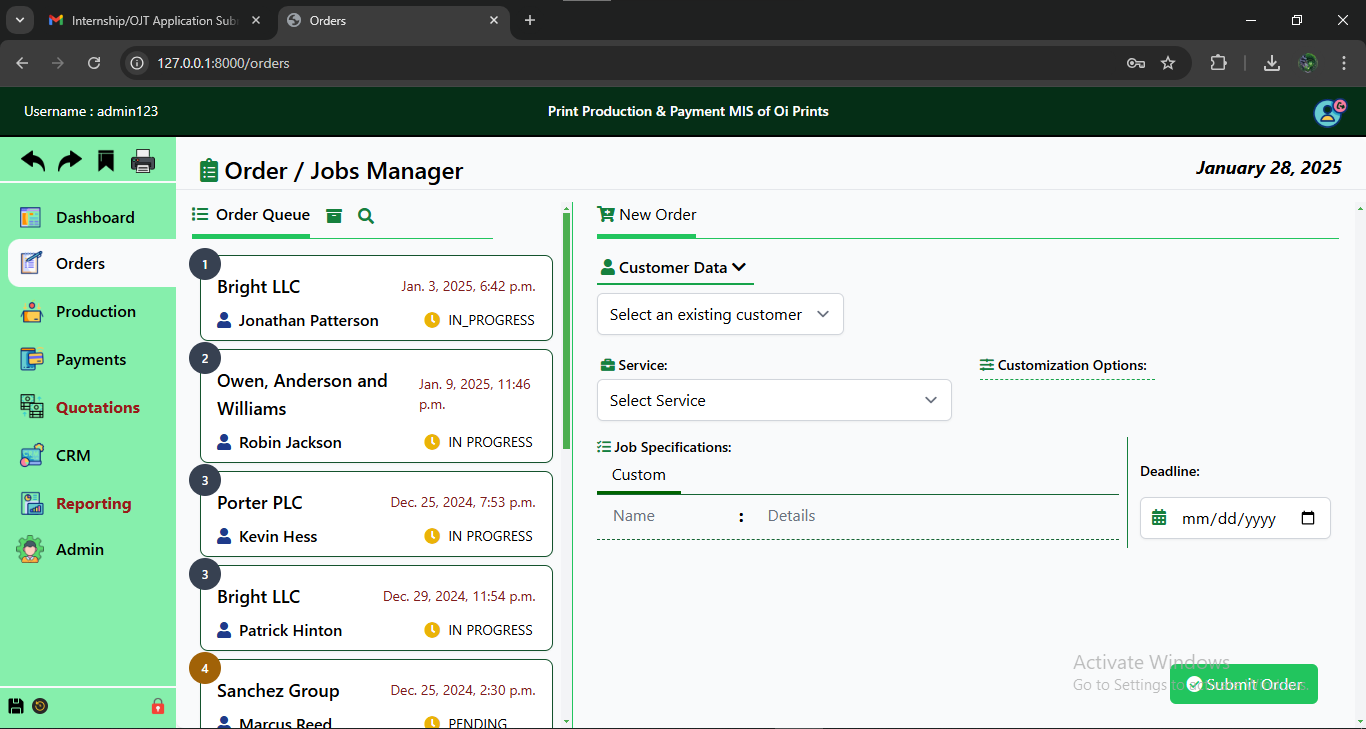 Internship/OJT Application Sub
Orders
127.0.0.1:8000/orders
Username : admin123
Print Production & Payment MIS of Oi Prints
Order / Jobs Manager
January 28, 2025
Dashboard
Orders
Production
Payments
Quotations
CRM
Reporting
Admin
Order Queue
1
Bright LLC
Jan. 3, 2025, 6:42 p.m.
Jonathan Patterson
IN_PROGRESS
2
Owen, Anderson and
Williams
Jan. 9, 2025, 11:46
p.m.
Robin Jackson
IN PROGRESS
3
Porter PLC
Dec. 25, 2024, 7:53 p.m.
Kevin Hess
IN PROGRESS
3
Bright LLC
Dec. 29, 2024, 11:54 p.m.
Patrick Hinton
IN PROGRESS
4
Sanchez Group
Dec. 25, 2024, 2:30 p.m.
Marcus Reed
PENDING
New Order
Customer Data
Select an existing customer
Service:
Select Service
Customization Options:
Job Specifications:
Custom
Name : Details
Deadline:
mm/dd/yyyy
Activate Windows
Go to Settings to
Submit Order